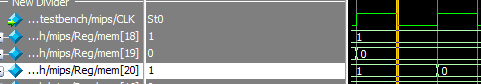 New Divider
...testbench/mips/CLK St0
...h/mips/Reg/mem[18] 1 1
...h/mips/Reg/mem[19] 0 0
...h/mips/Reg/mem[20] 1 1 0